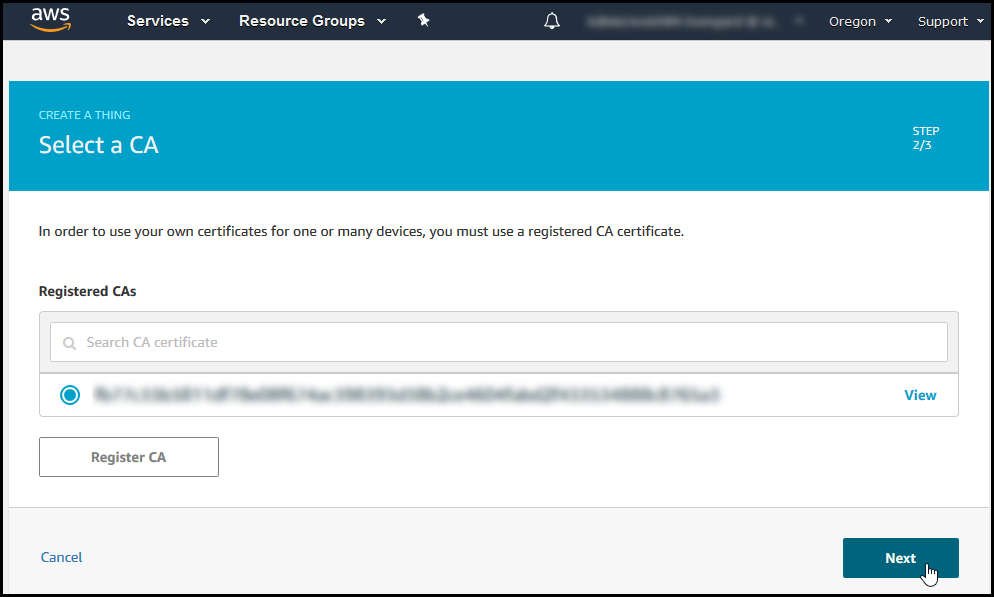 aws Services Resource Groups Oregon Support
CREATE A THING
Select a CA
STEP
2/3
In order to use your own certificates for one or many devices, you must use a registered CA certificate.
Registered CAs
Search CA certificate
View
Register CA
Cancel
Next